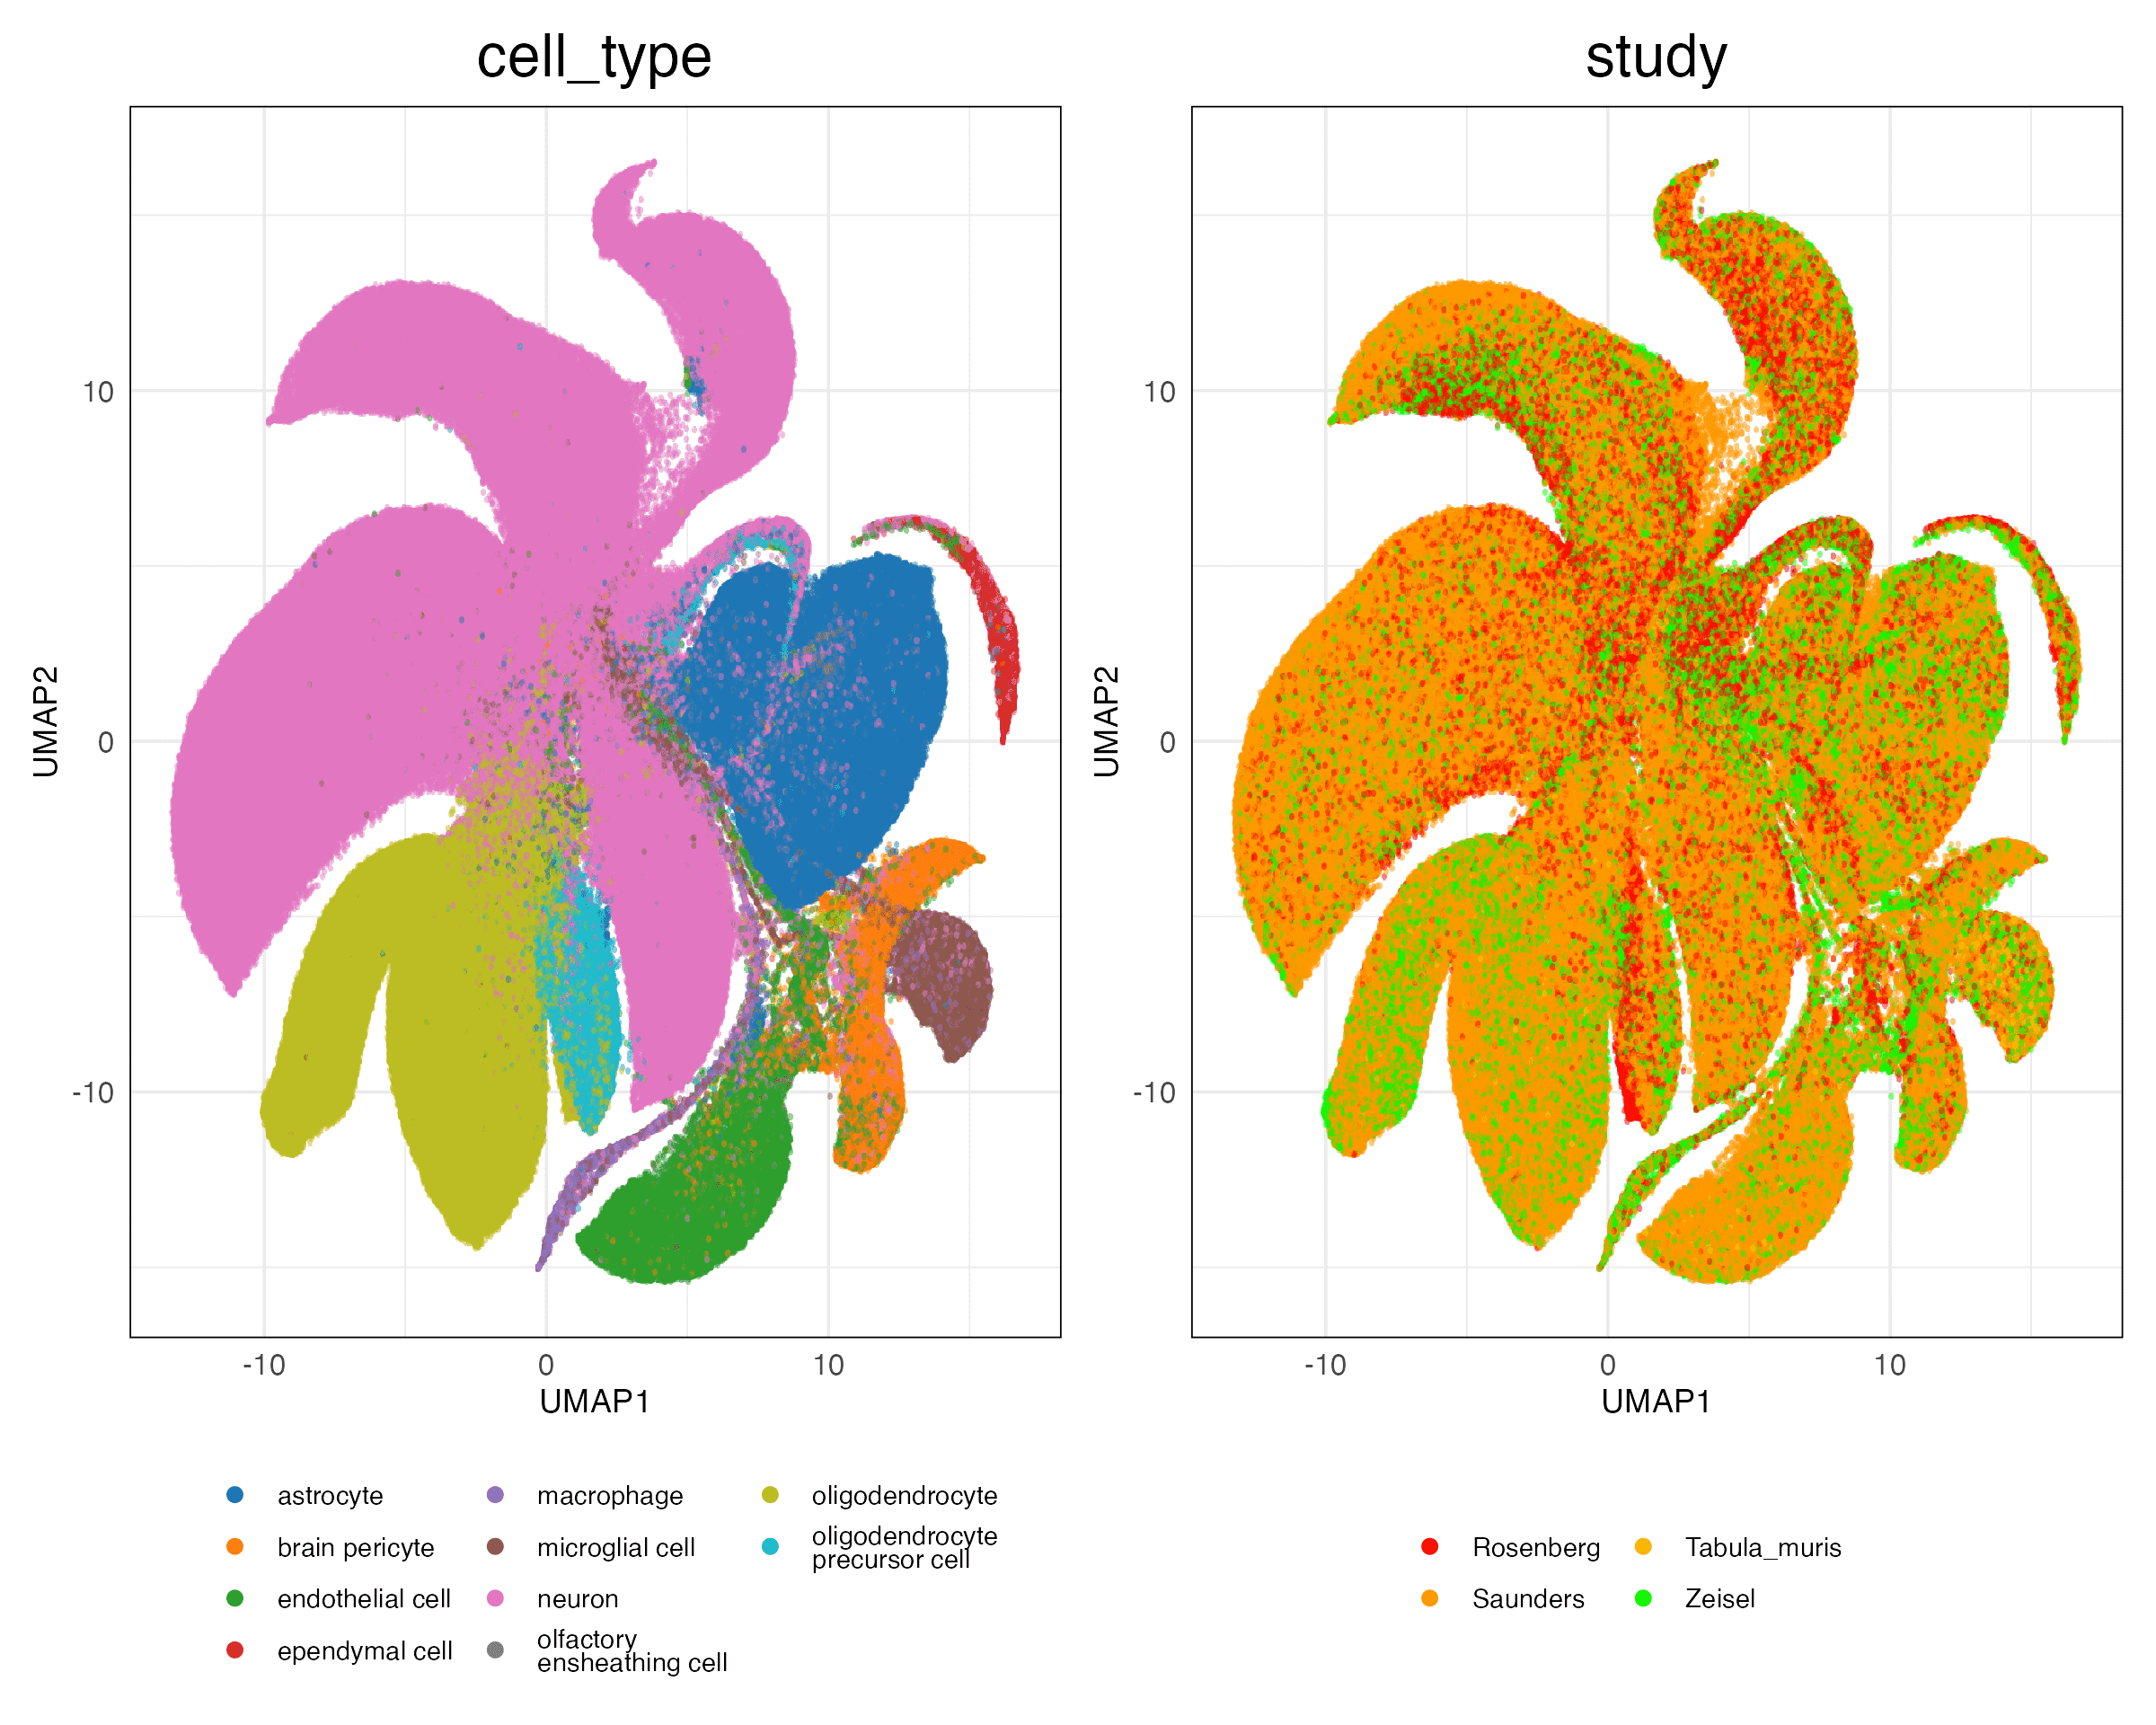 cell_type
study
UMAP2
10
0
-10
-10
0
10
UMAP1
UMAP2
10
0
-10
-10
0
10
UMAP1
astrocyte
brain pericyte
endothelial cell
ependymal cell
macrophage
microglial cell
neuron
olfactory
ensheathing cell
oligodendrocyte
oligodendrocyte
precursor cell
Rosenberg
Saunders
Tabula_muris
Zeisel